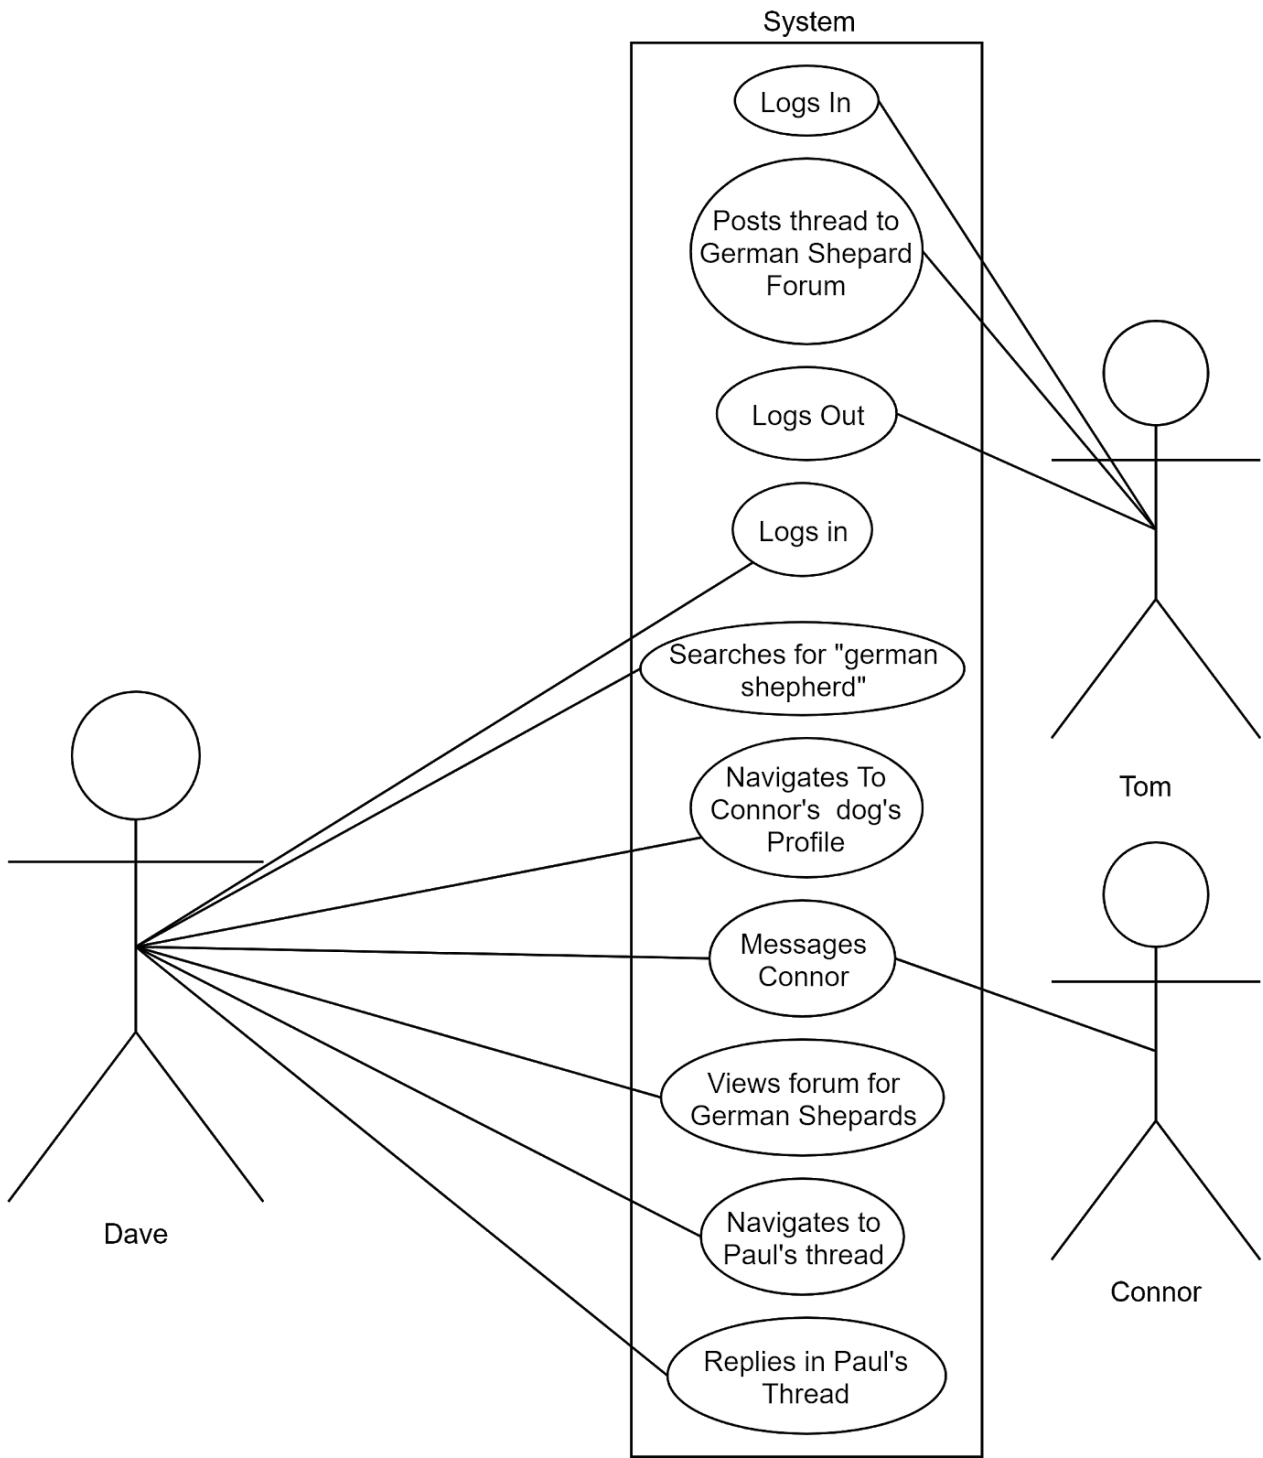 System
Logs In
Posts thread to
German Shepard
Forum
Logs Out
Logs in
Searches for "german
shepherd"
Navigates To
Connor's dog's
Profile
Messages
Connor
Views forum for
German Shepards
Navigates to
Paul's thread
Replies in Paul's
Thread
Tom
Dave
Connor